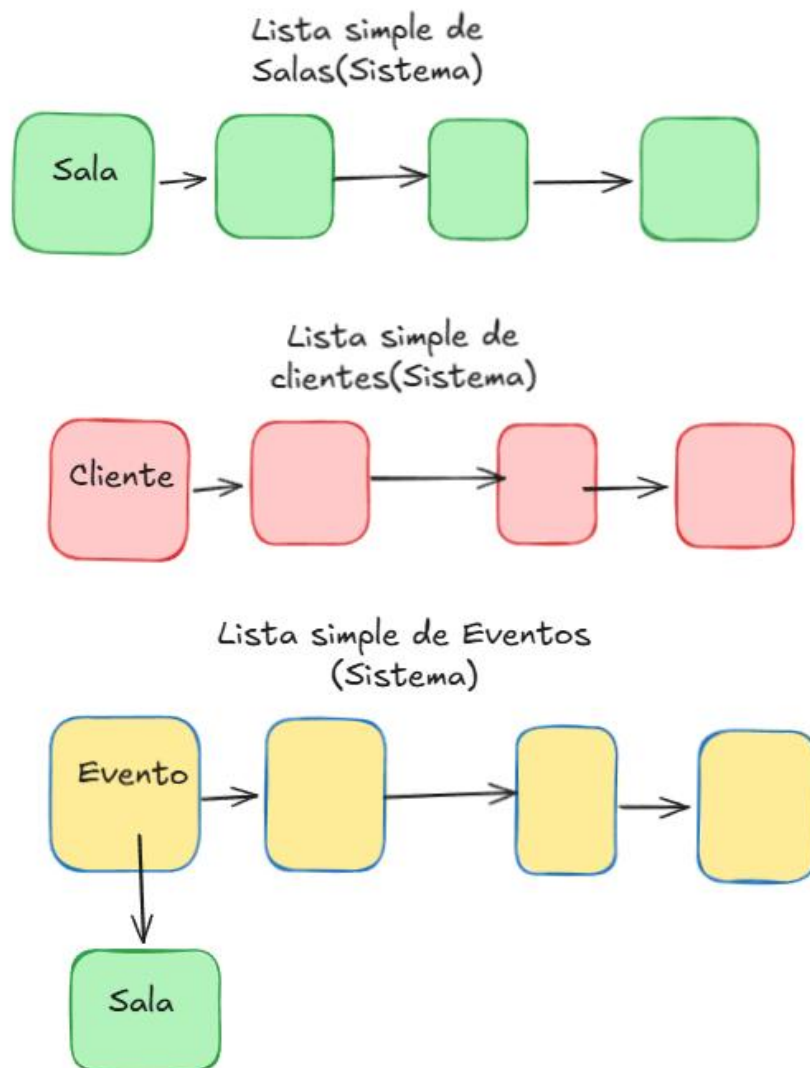 Lista simple de
Salas(Sistema)
Sala
Lista simple de
clientes(Sistema)
Cliente
Lista simple de Eventos
(Sistema)
Evento
Sala